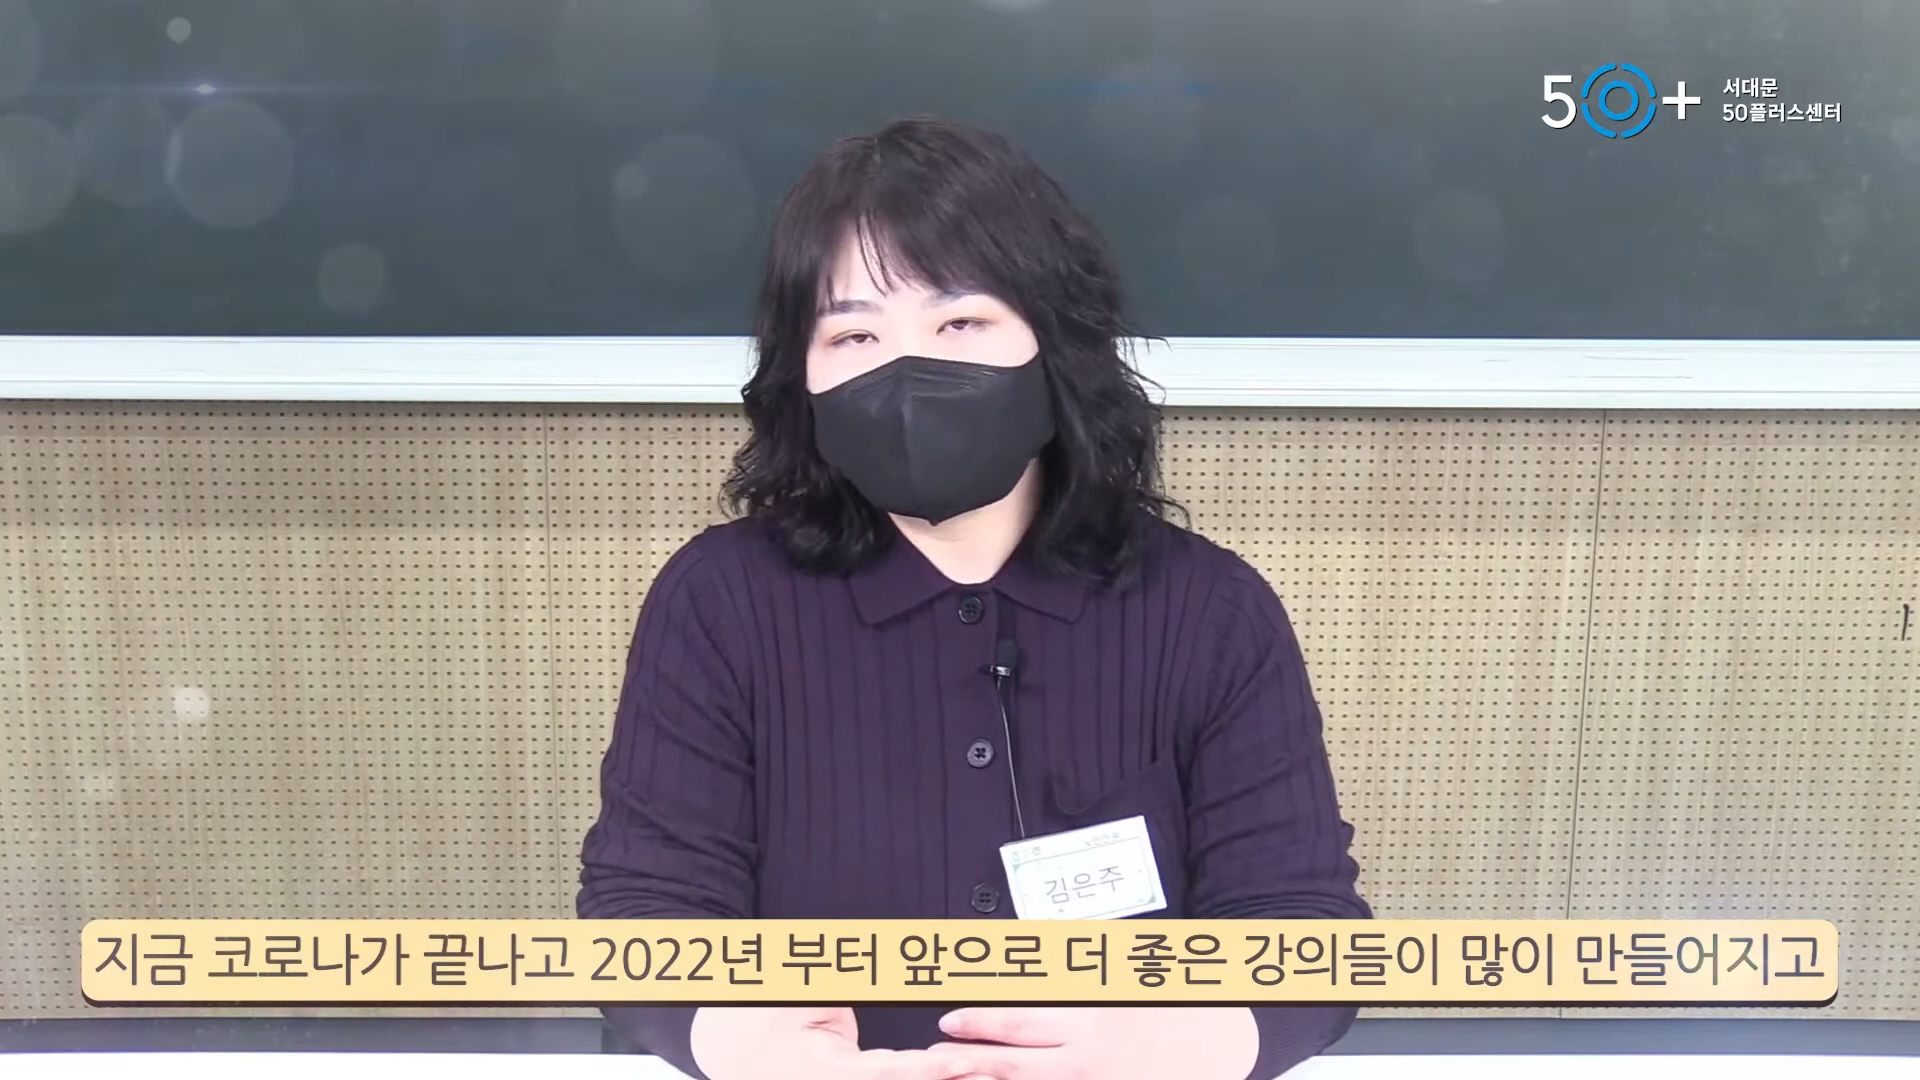 50+
서대문
50플러스센터
김은주
지금 코로나가 끝나고 2022년 부터 앞으로 더 좋은 강의들이 많이 만들어지고